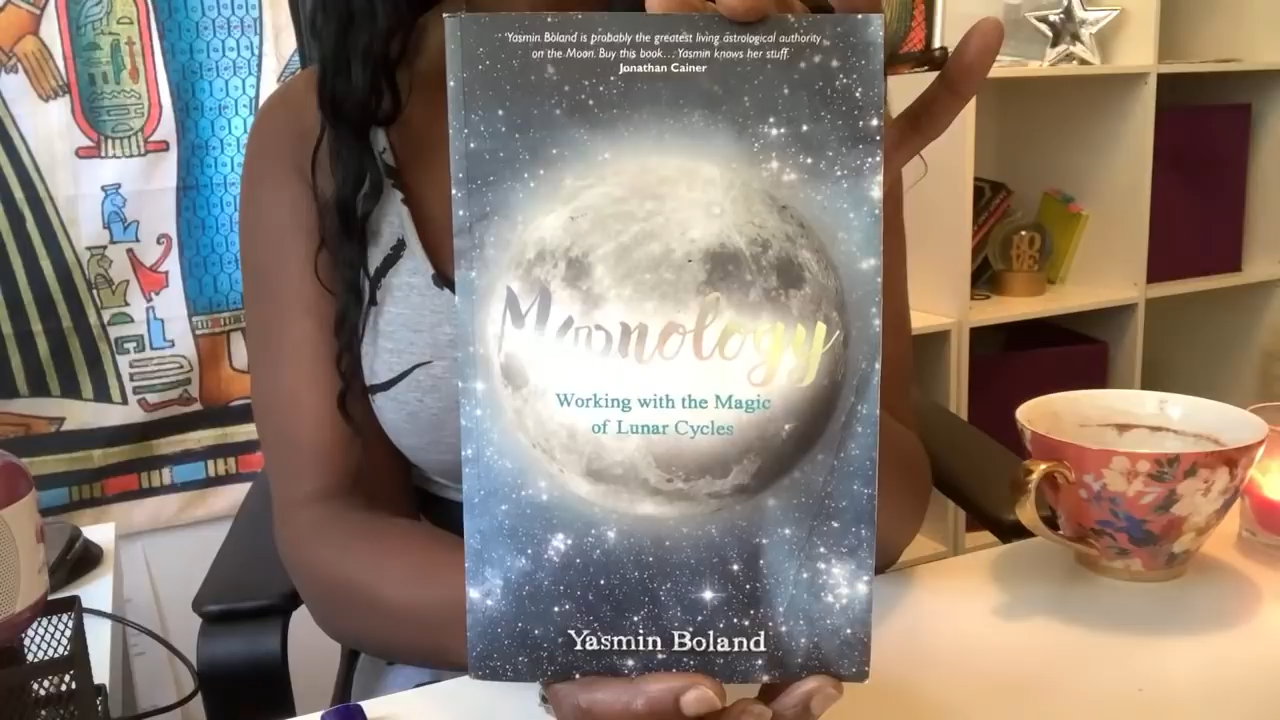 'Yasmin Boland is probably the greatest living astrological authority
on the Moon. Buy this book... Yasmin knows her stuff.'
Jonathan Cainer
Moonology
Working with the Magic
of Lunar Cycles
Yasmin Boland